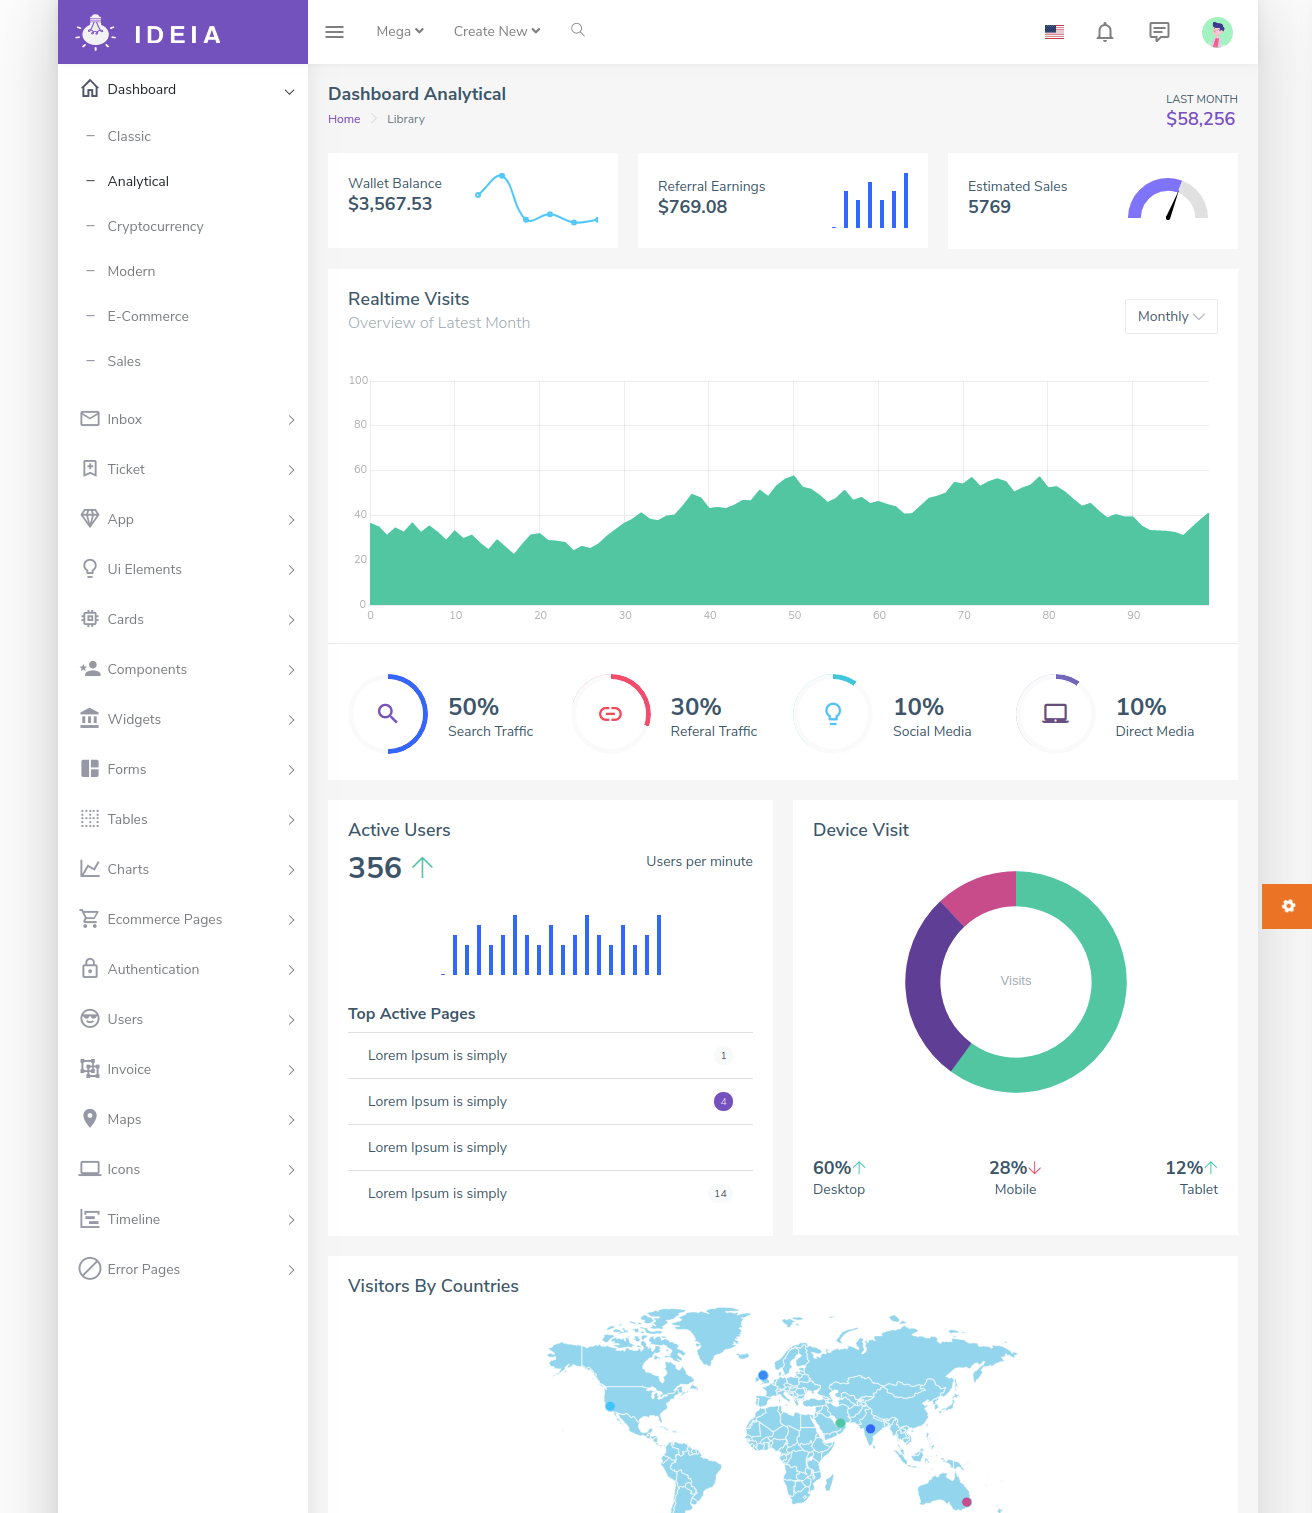 IDEIA
Mega
Create New
Dashboard
Classic
Analytical
Cryptocurrency
Modern
E-Commerce
Sales
Inbox
Ticket
App
Ui Elements
Cards
Components
Widgets
Forms
Tables
Charts
Ecommerce Pages
Authentication
Users
Invoice
Maps
Icons
Timeline
Error Pages
Dashboard Analytical
Home
Library
LAST MONTH
$58,256
Wallet Balance
$3,567.53
Referral Earnings
$769.08
Estimated Sales
5769
Realtime Visits
Overview of Latest Month
Monthly
100
80
60
40
20
0
0 10 20 30 40 50 60 70 80 90
50%
Search Traffic
30%
Referal Traffic
10%
Social Media
10%
Direct Media
Active Users
356
Users per minute
Top Active Pages
Lorem Ipsum is simply 1
Lorem Ipsum is simply 4
Lorem Ipsum is simply
Lorem Ipsum is simply 14
Device Visit
Visits
60%
Desktop
28%
Mobile
12%
Tablet
Visitors By Countries